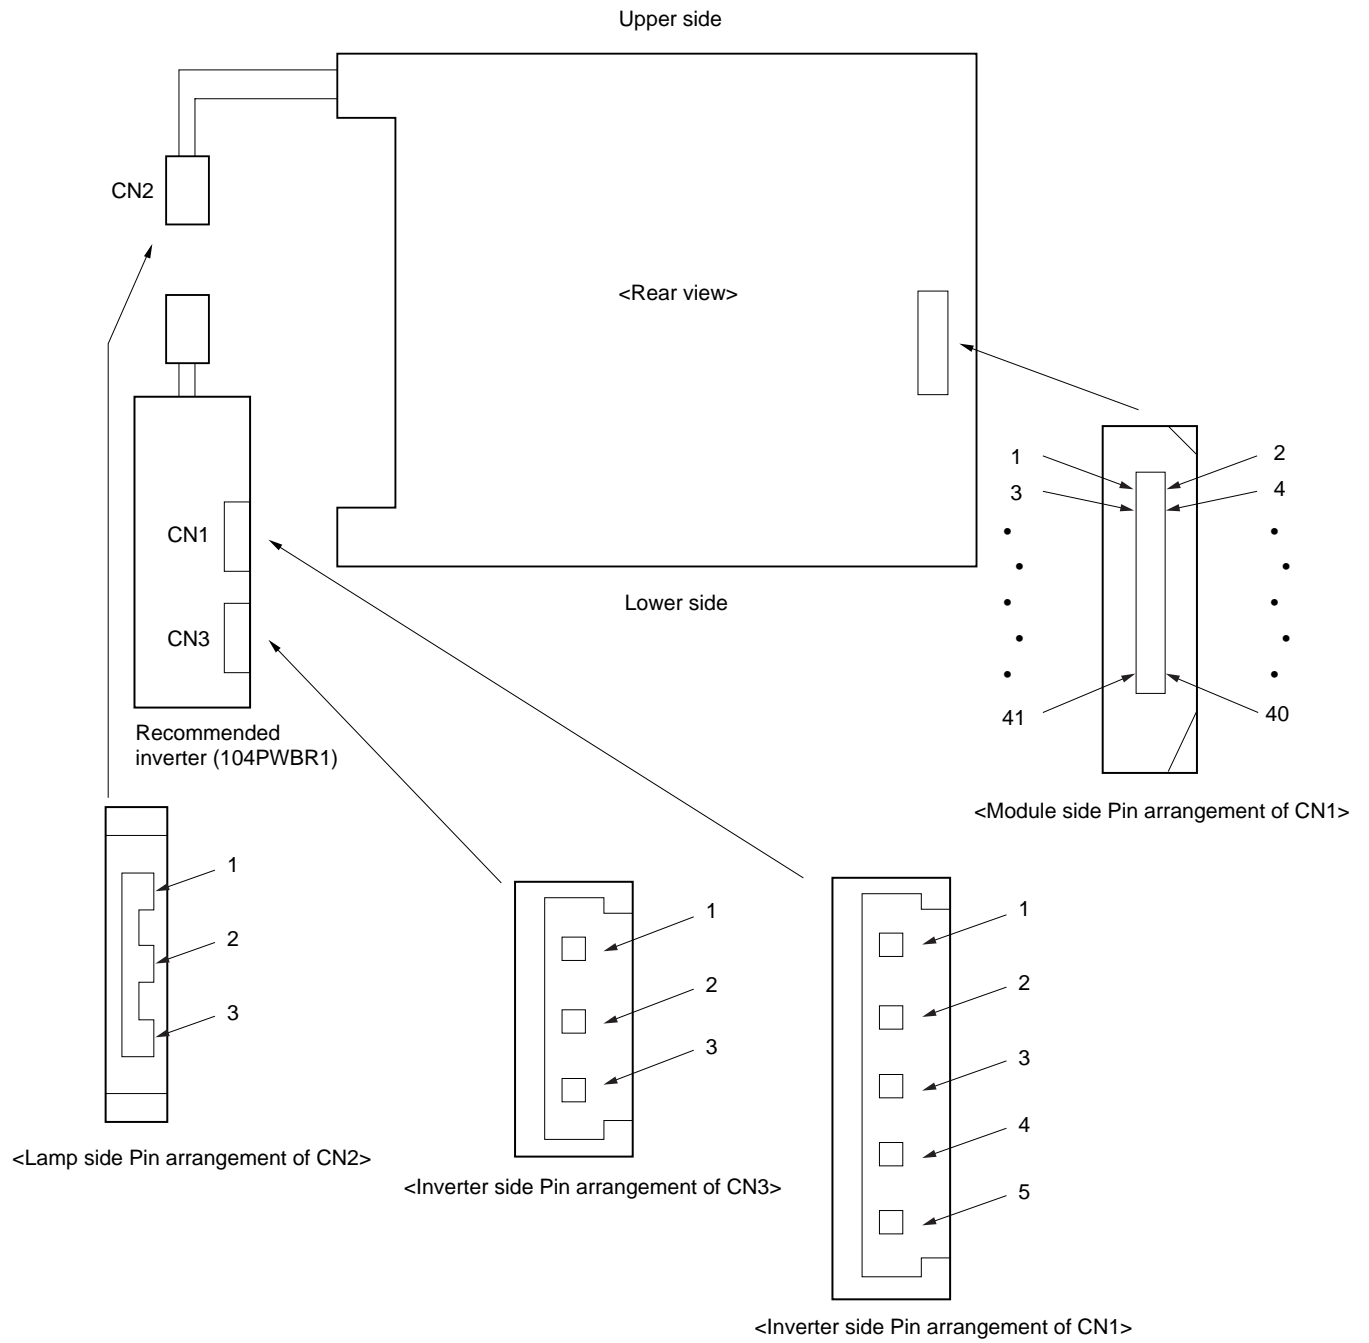 Upper side
CN2
<Rear view>
1
2
3
4
•
•
•
•
•
•
•
•
•
•
41
40
CN1
CN3
Lower side
Recommended
inverter (104PWBR1)
<Module side Pin arrangement of CN1>
1
2
3
<Lamp side Pin arrangement of CN2>
1
2
3
<Inverter side Pin arrangement of CN3>
1
2
3
4
5
<Inverter side Pin arrangement of CN1>